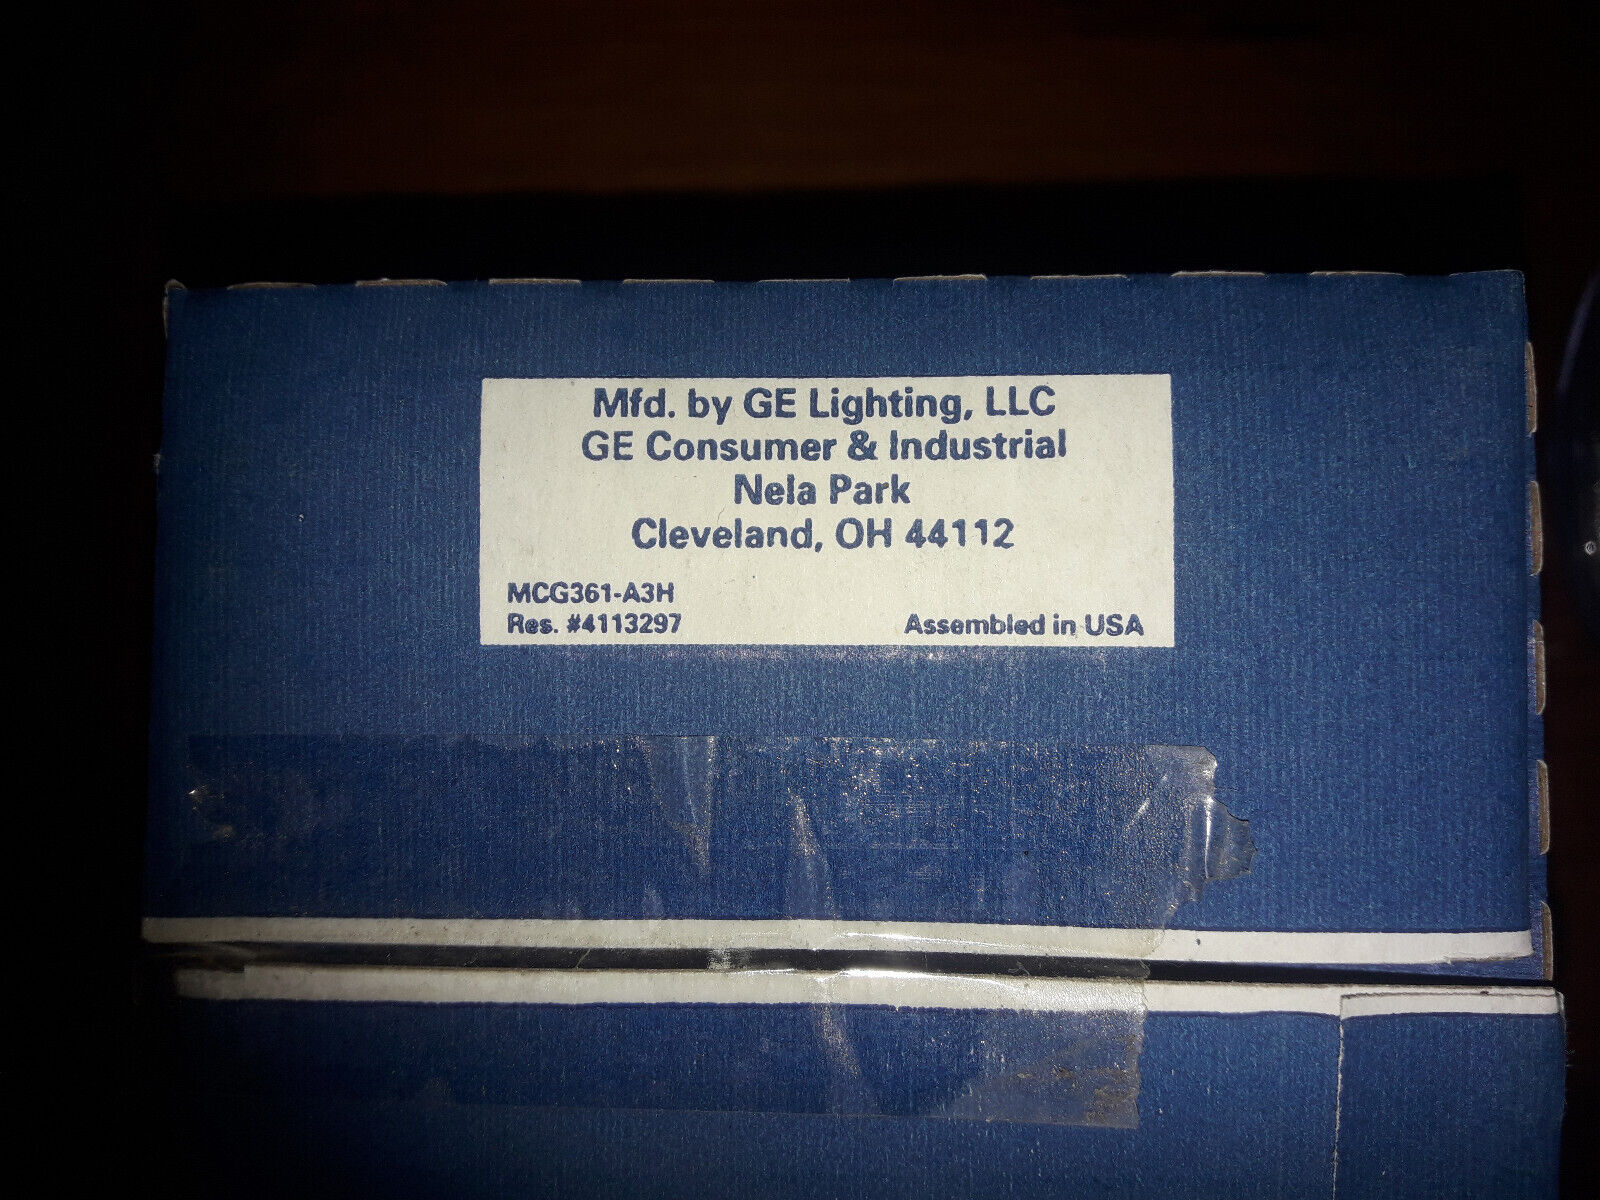 Mfd. by GE Lighting, LLC
GE Consumer & Industrial
Nela Park
Cleveland, OH 44112
MCG361-A3H
Res. #4113297
Assembled in USA